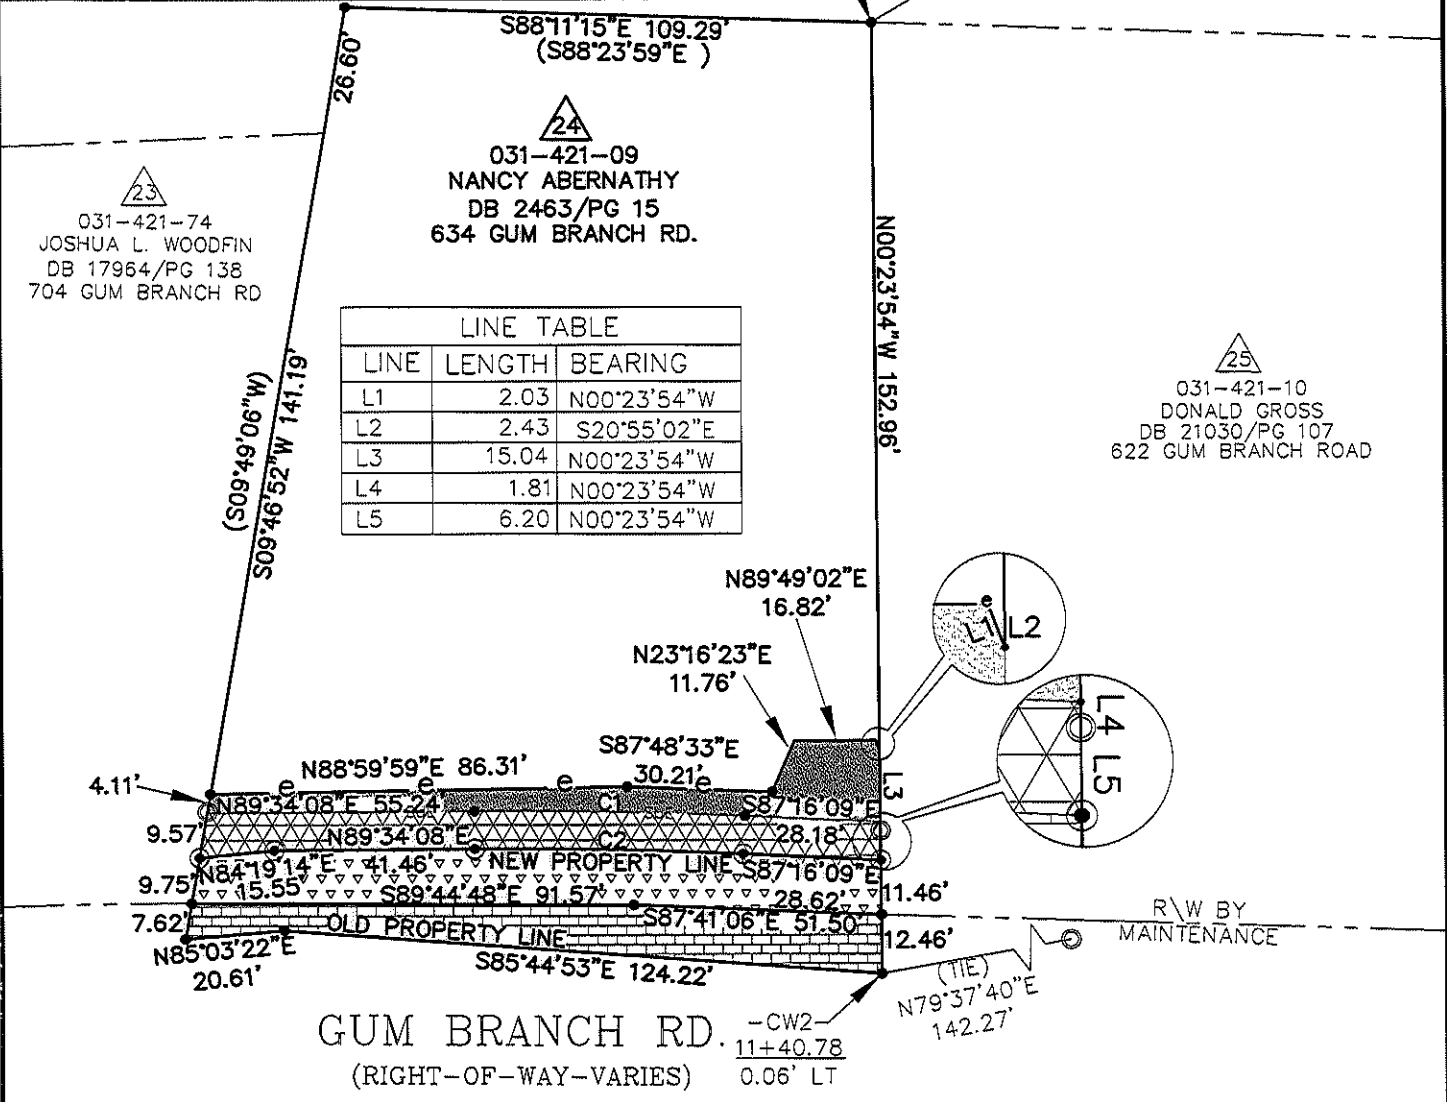 S88°11'15"E 109.29'
(S88°23'59"E )
26.60'
24
031-421-09
NANCY ABERNATHY
DB 2463/PG 15
634 GUM BRANCH RD.
23
031-421-74
JOSHUA L. WOODFIN
DB 17964/PG 138
704 GUM BRANCH RD
N00°23'54"W 152.96'
25
031-421-10
DONALD GROSS
DB 21030/PG 107
622 GUM BRANCH ROAD
LINE TABLE
LINE LENGTH BEARING
L1 2.03 N00°23'54"W
L2 2.43 S20°55'02"E
L3 15.04 N00°23'54"W
L4 1.81 N00°23'54"W
L5 6.20 N00°23'54"W
(S09°49'06"W)
S09°46'52"W 141.19'
N89°49'02"E
16.82'
N23°16'23"E
11.76'
e
L1 L2
L4 L5
L3
S87°48'33"E
30.21'
N88°59'59"E 86.31'
e e e e
4.11'
N89°34'08"E 55.24'
C1
S87°16'09"E
28.18'
9.57'
N89°34'08"E
41.46'
C2
N84°19'14"E
15.55'
NEW PROPERTY LINE
S87°16'09"E
28.62'
9.75'
11.46'
S89°44'48"E 91.57'
S87°41'06"E 51.50'
7.62'
OLD PROPERTY LINE
12.46'
N85°03'22"E
20.61'
S85°44'53"E 124.22'
R\W BY
MAINTENANCE
(TIE)
N79°37'40"E
142.27'
GUM BRANCH RD.
(RIGHT-OF-WAY-VARIES)
-CW2-
11+40.78
0.06' LT